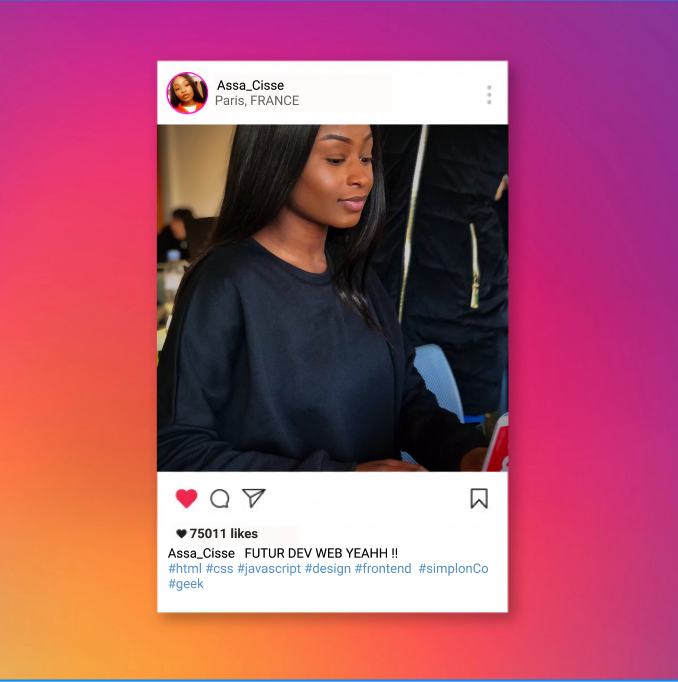 Assa_Cisse
Paris, FRANCE
75011 likes
Assa_Cisse FUTUR DEV WEB YEAHH !!
#html #css #javascript #design #frontend #simplonCo
#geek